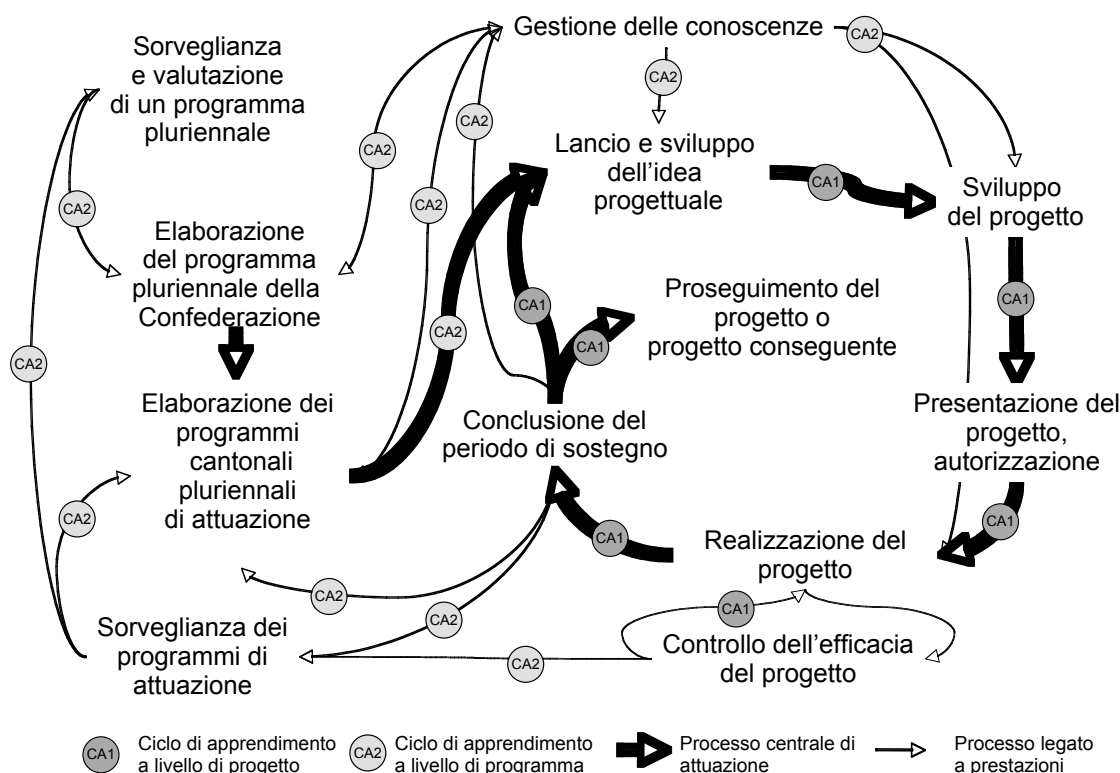 Gestione delle conoscenze
CA2
Sorveglianza
e valutazione
di un programma
pluriennale
CA2
CA2
CA2
Lancio e sviluppo
dell'idea
progettuale
CA1
Sviluppo
del progetto
CA2
Elaborazione
del programma
pluriennale della
Confederazione
CA1
CA1
Proseguimento del
progetto o
progetto conseguente
CA2
CA1
CA2
Elaborazione dei
programmi
cantonali
pluriennali
di attuazione
Conclusione del
periodo di sostegno
Presentazione del
progetto,
autorizzazione
CA2
CA1
CA1
Realizzazione del
progetto
CA2
CA2
CA1
Sorveglianza dei
programmi di
attuazione
CA2
Controllo dell'efficacia
del progetto
CA1
Ciclo di apprendimento
a livello di progetto
CA2
Ciclo di apprendimento
a livello di programma
Processo centrale di
attuazione
Processo legato
a prestazioni